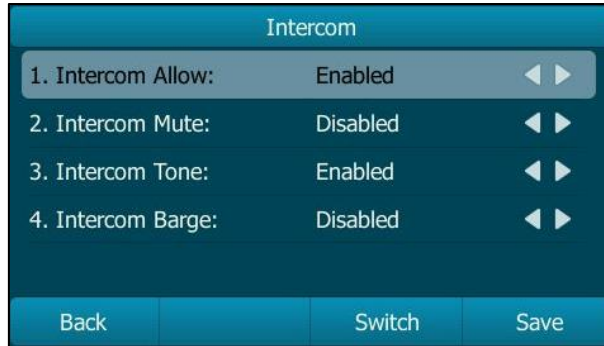 Intercom
1. Intercom Allow: Enabled
2. Intercom Mute: Disabled
3. Intercom Tone: Enabled
4. Intercom Barge: Disabled
Back Switch Save